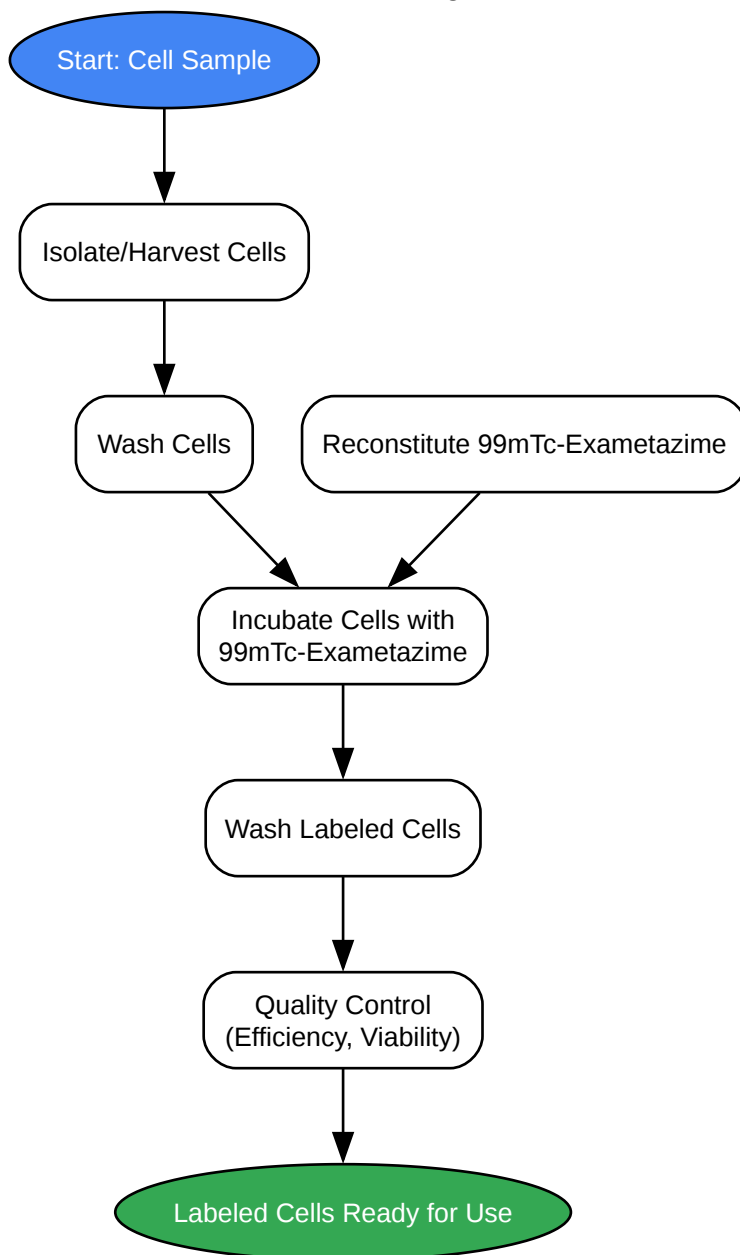 Start: Cell Sample
Isolate/Harvest Cells
Wash Cells
Reconstitute 99mTc-Exametazime
Incubate Cells with
99mTc-Exametazime
Wash Labeled Cells
Quality Control
(Efficiency, Viability)
Labeled Cells Ready for Use